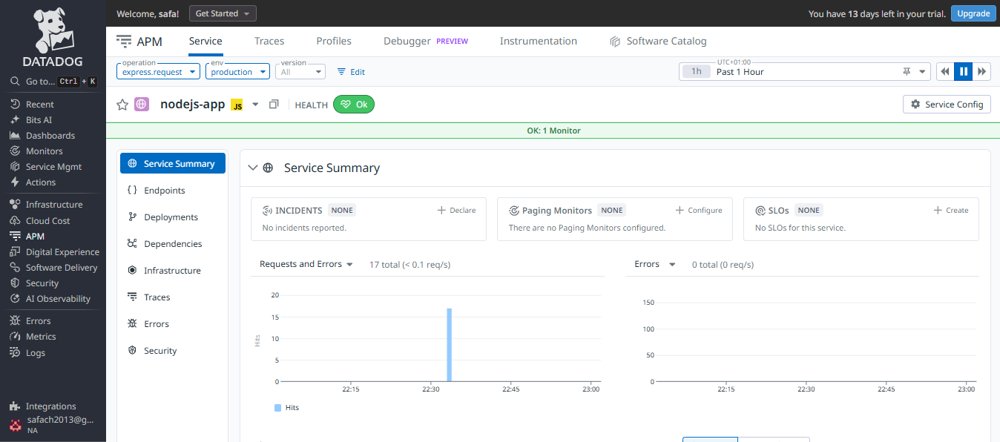 Welcome, safa!
Get Started
You have 13 days left in your trial.
Upgrade
DATADOG
Go to... Ctrl + K
Recent
Bits AI
Dashboards
Monitors
Service Mgmt
Actions
Infrastructure
Cloud Cost
APM
Digital Experience
Software Delivery
Security
AI Observability
Errors
Metrics
Logs
Integrations
safach2013@g...
NA
APM
Service
Traces
Profiles
Debugger PREVIEW
Instrumentation
Software Catalog
operation
express.request
env
production
version
All
Edit
UTC+01:00
1h Past 1 Hour
nodejs-app JS
HEALTH Ok
Service Config
OK: 1 Monitor
Service Summary
Endpoints
Deployments
Dependencies
Infrastructure
Traces
Errors
Security
Service Summary
INCIDENTS NONE
Declare
No incidents reported.
Paging Monitors NONE
Configure
There are no Paging Monitors configured.
SLOs NONE
Create
No SLOs for this service.
Requests and Errors
17 total (< 0.1 req/s)
20
15
10
5
0
Hits
22:15 22:30 22:45 23:00
Hits
Errors
0 total (0 req/s)
150
100
50
0
22:15 22:30 22:45 23:00